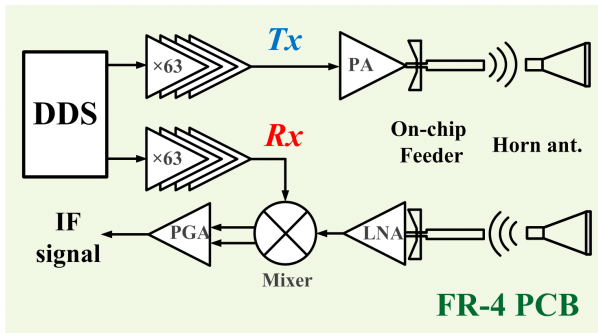 Tx
×63
PA
DDS
On-chip
Feeder
Horn ant.
Rx
×63
IF
signal
PGA
Mixer
LNA
FR-4 PCB